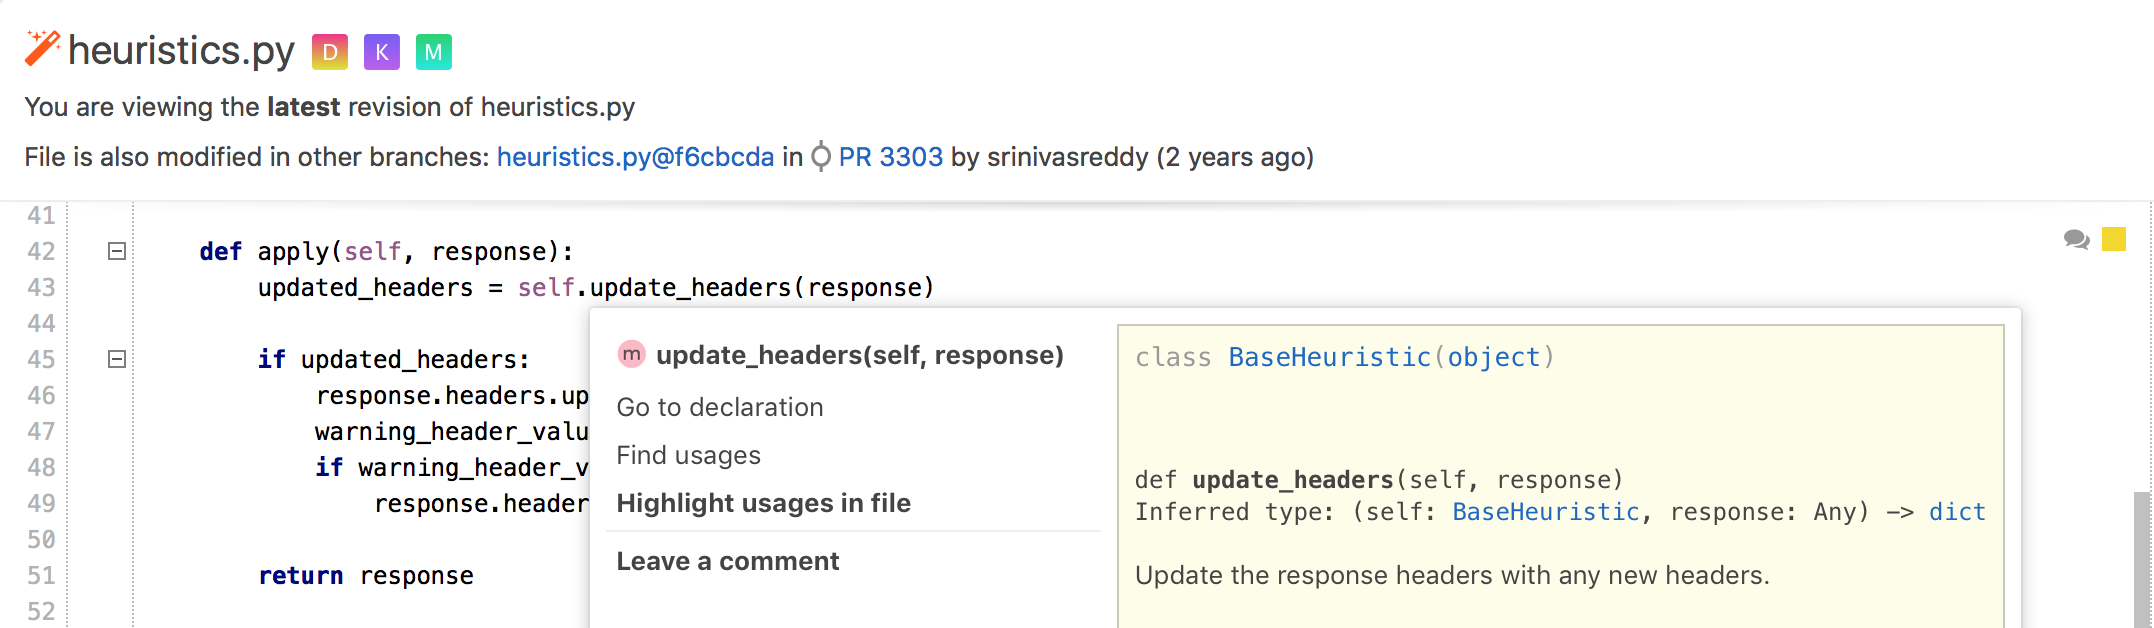 heuristics.py D K M
You are viewing the latest revision of heuristics.py
File is also modified in other branches: heuristics.py@f6cbcda in PR 3303 by srinivasreddy (2 years ago)
41
42 def apply(self, response):
43 updated_headers = self.update_headers(response)
44
45 if updated_headers:
46 response.headers.up
47 warning_header_valu
48 if warning_header_v
49 response.header
50
51 return response
52
m update_headers(self, response)
Go to declaration
Find usages
Highlight usages in file
Leave a comment
class BaseHeuristic(object)
def update_headers(self, response)
Inferred type: (self: BaseHeuristic, response: Any) -> dict
Update the response headers with any new headers.